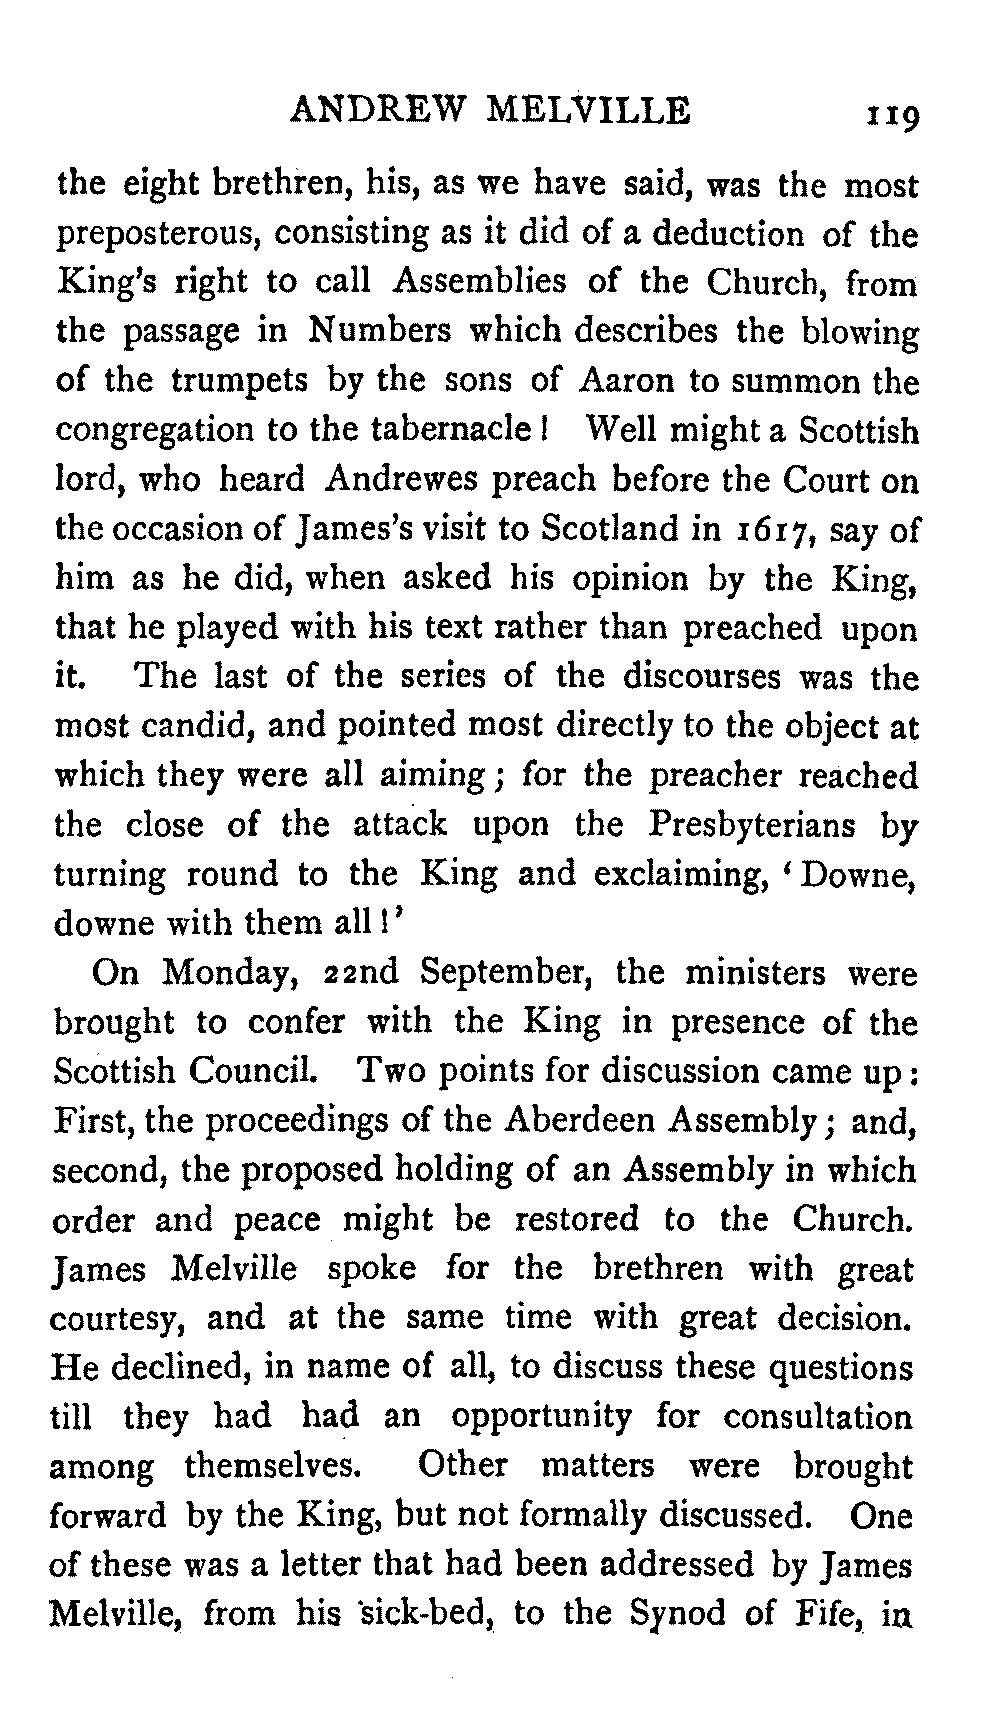 ANDREW MELVILLE 119
the eight brethren, his, as we have said, was the most
preposterous, consisting as it did of a deduction of the
King's right to call Assemblies of the Church, from
the passage in Numbers which describes the blowing
of the trumpets by the sons of Aaron to summon the
congregation to the tabernacle! Well might a Scottish
lord, who heard Andrewes preach before the Court on
the occasion of James's visit to Scotland in 1617, say of
him as he did, when asked his opinion by the King,
that he played with his text rather than preached upon
it. The last of the series of the discourses was the
most candid, and pointed most directly to the object at
which they were all aiming; for the preacher reached
the close of the attack upon the Presbyterians by
turning round to the King and exclaiming, 'Downe,
downe with them all!'
On Monday, 22nd September, the ministers were
brought to confer with the King in presence of the
Scottish Council. Two points for discussion came up:
First, the proceedings of the Aberdeen Assembly; and,
second, the proposed holding of an Assembly in which
order and peace might be restored to the Church.
James Melville spoke for the brethren with great
courtesy, and at the same time with great decision.
He declined, in name of all, to discuss these questions
till they had had an opportunity for consultation
among themselves. Other matters were brought
forward by the King, but not formally discussed. One
of these was a letter that had been addressed by James
Melville, from his sick-bed, to the Synod of Fife, in